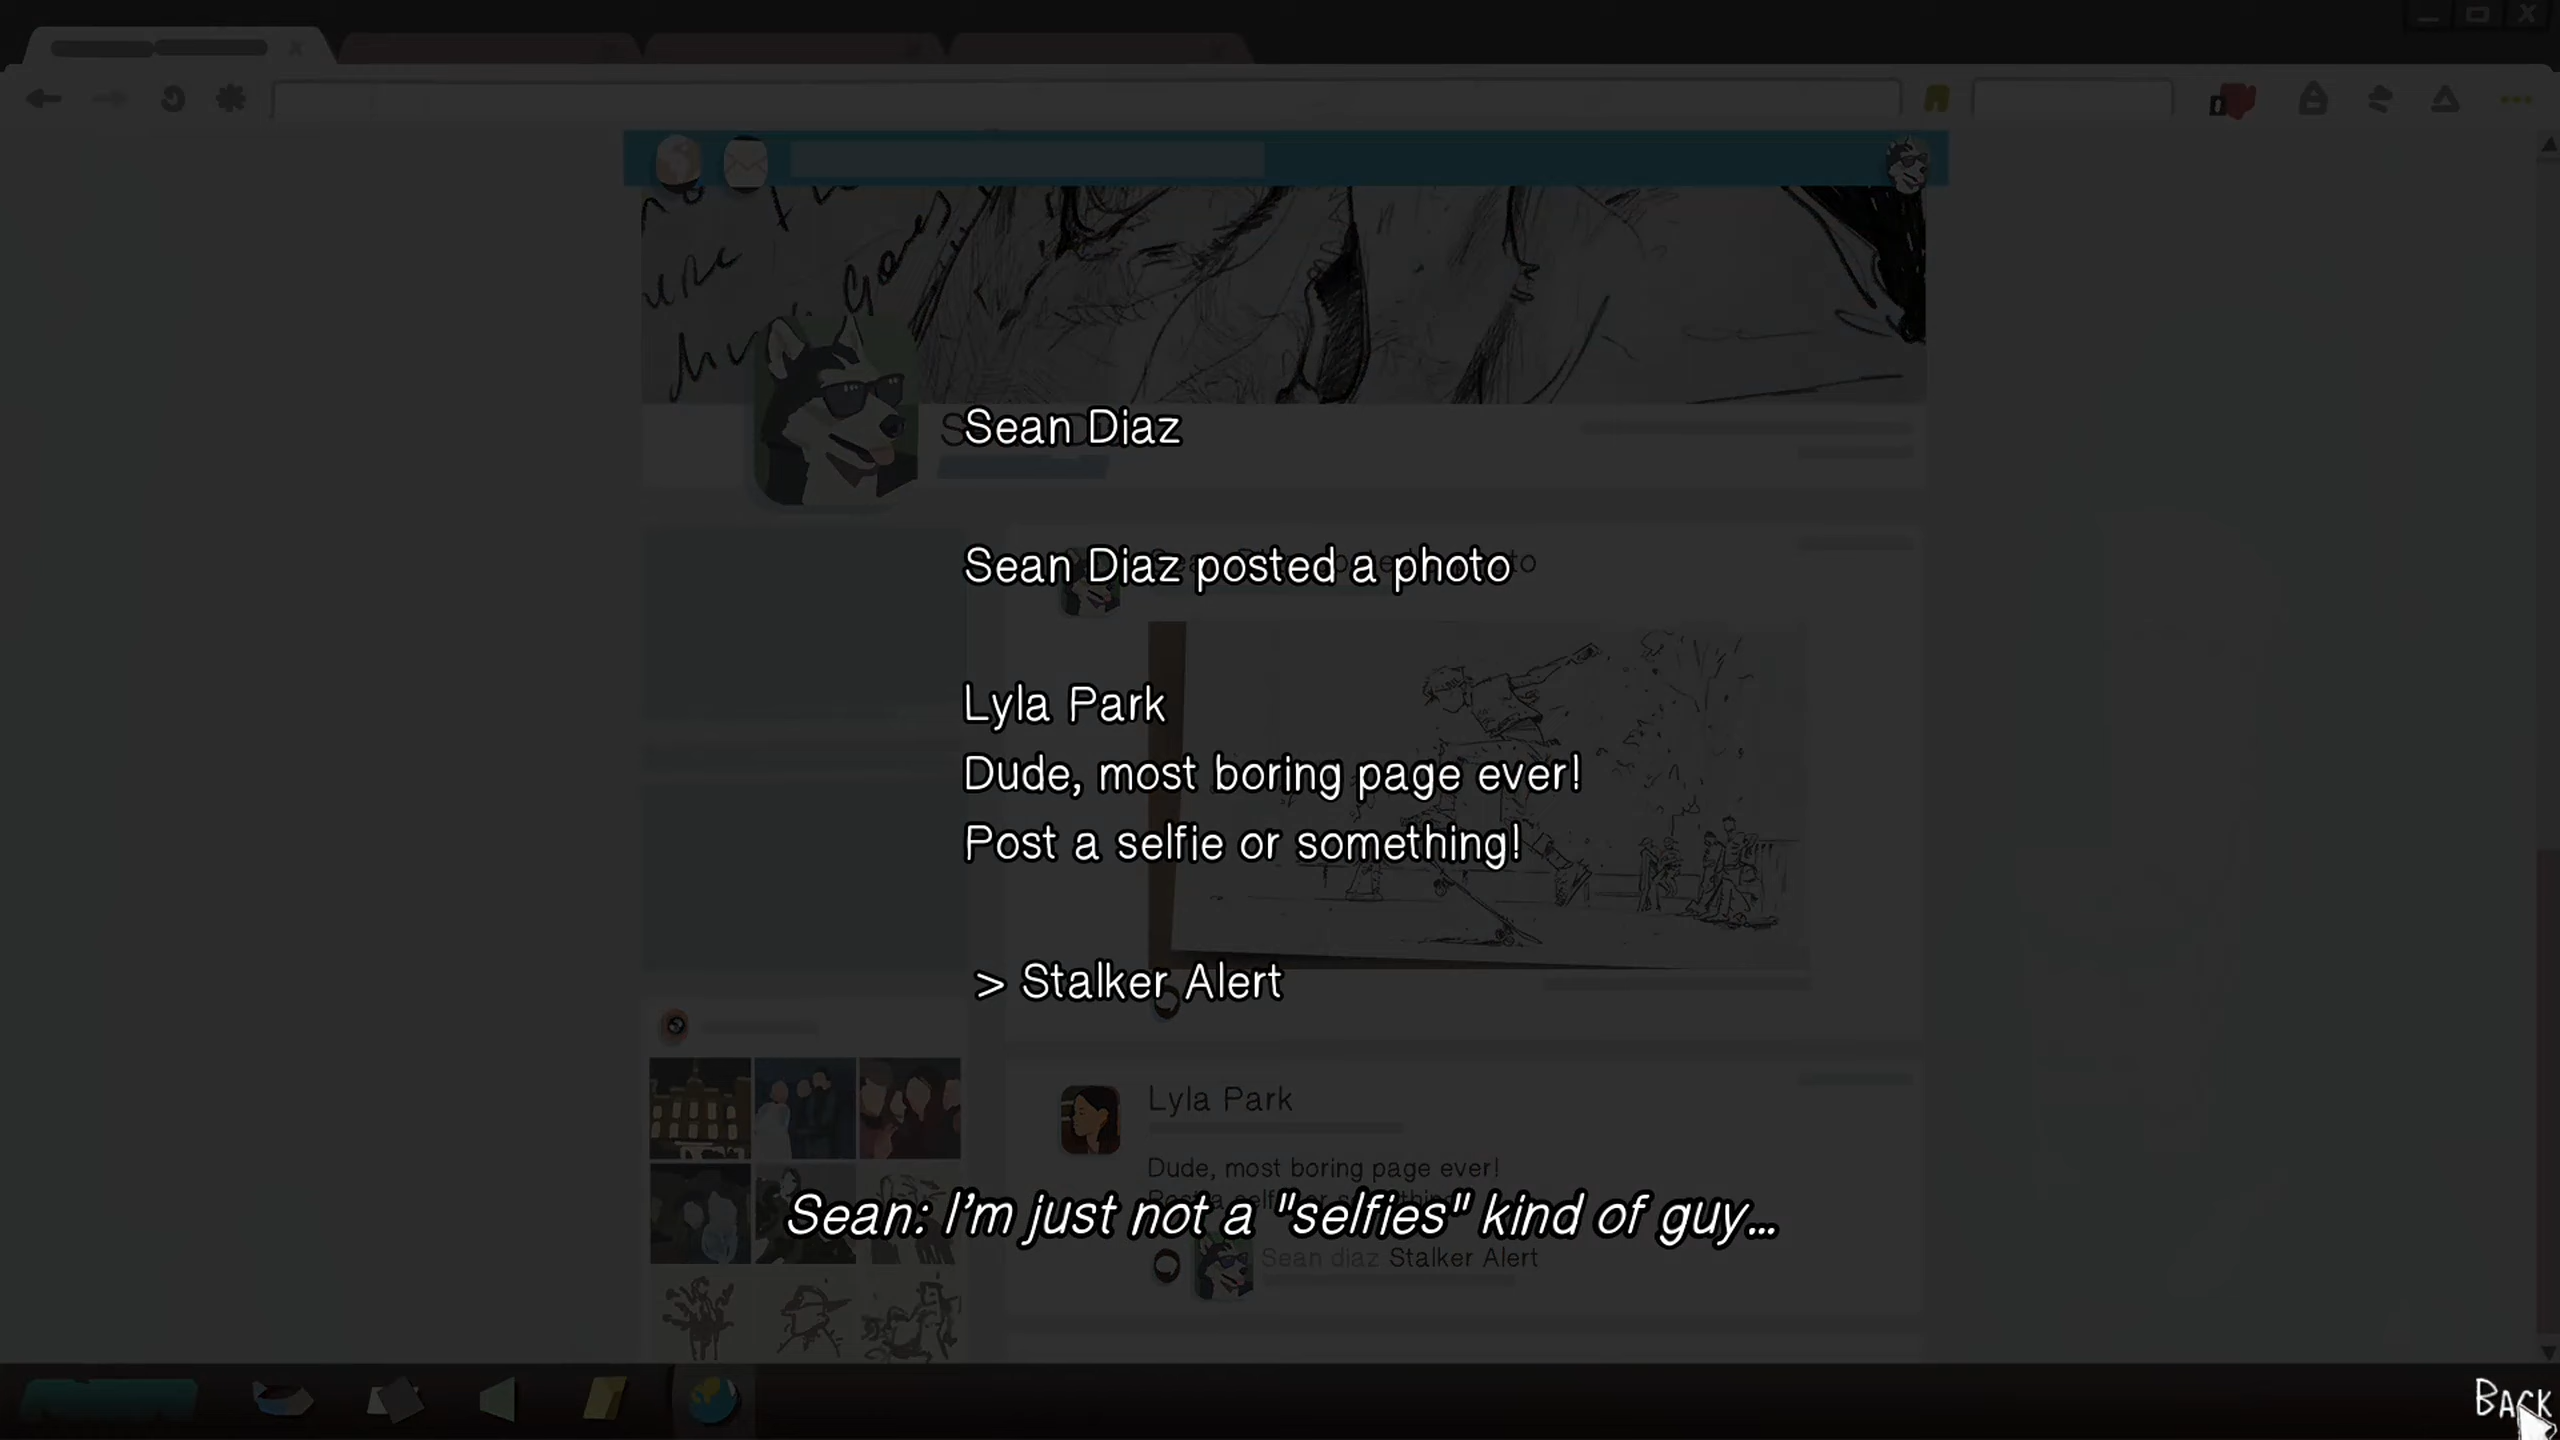 Sean Diaz
Sean Diaz posted a photo
Lyla Park
Dude, most boring page ever!
Post a selfie or something!
> Stalker Alert
Lyla Park
Dude, most boring page ever!
Sean: I'm just not a "selfies" kind of guy...
Sean diaz Stalker Alert
BACK